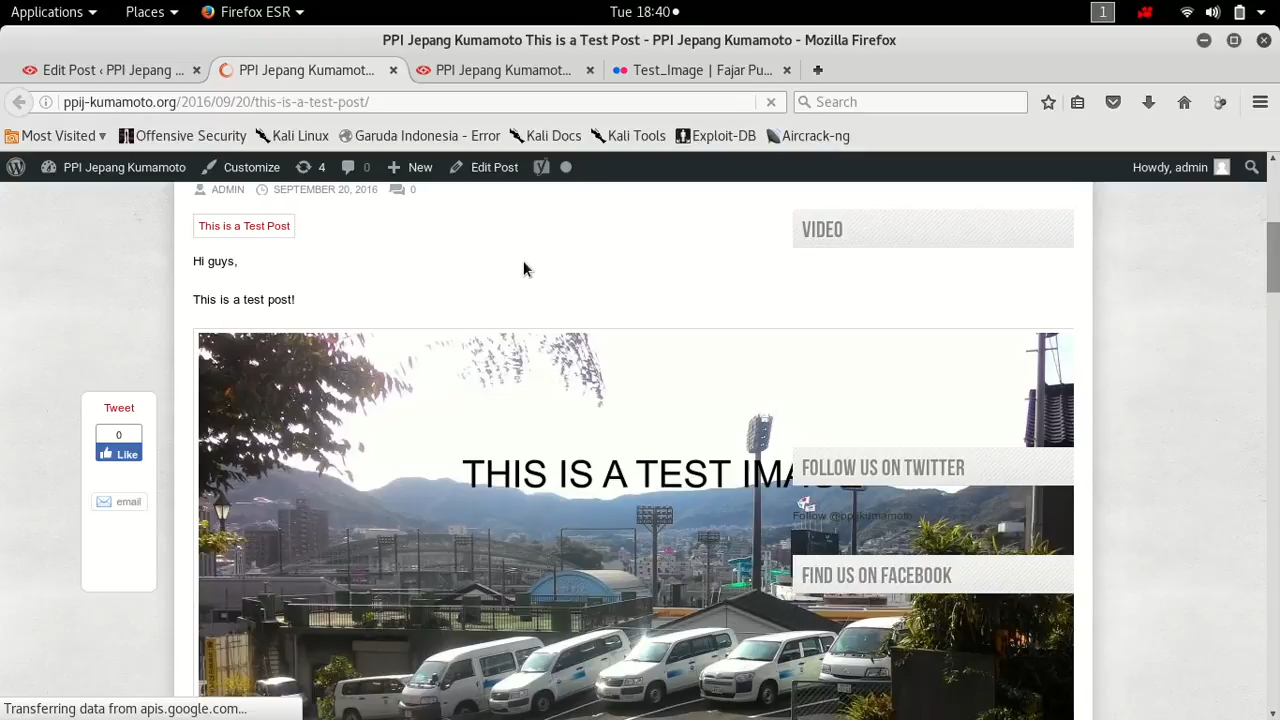 Applications Places Firefox ESR Tue 18:40 1
PPI Jepang Kumamoto This is a Test Post - PPI Jepang Kumamoto - Mozilla Firefox
Edit Post ‹ PPI Jepang ... PPI Jepang Kumamot... PPI Jepang Kumamot... Test_Image | Fajar Pu...
ppij-kumamoto.org/2016/09/20/this-is-a-test-post/ Search
Most Visited Offensive Security Kali Linux Garuda Indonesia - Error Kali Docs Kali Tools Exploit-DB Aircrack-ng
PPI Jepang Kumamoto Customize 4 0 New Edit Post Howdy, admin
ADMIN SEPTEMBER 20, 2016 0
This is a Test Post
VIDEO
Hi guys,
This is a test post!
Tweet
0
Like
email
THIS IS A TEST
FOLLOW US ON TWITTER
Follow @ppijkumamoto
FIND US ON FACEBOOK
Transferring data from apis.google.com...